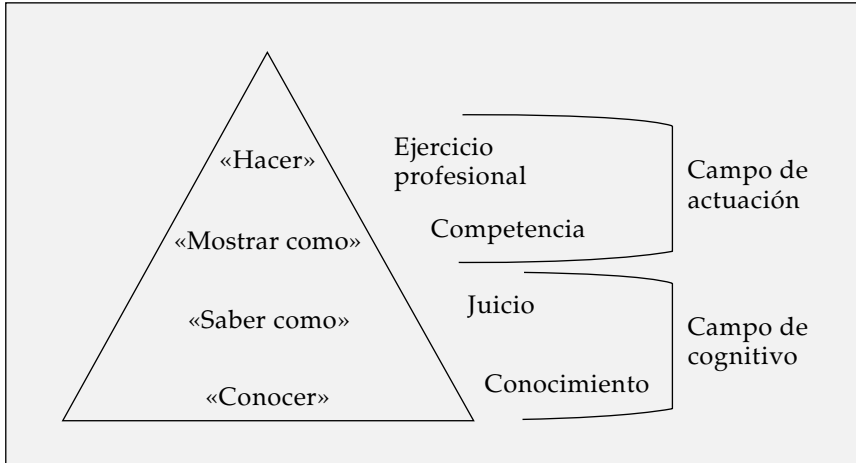 «Hacer»
Ejercicio
profesional
Campo de
actuación
«Mostrar como»
Competencia
«Saber como»
Juicio
Campo de
cognitivo
«Conocer»
Conocimiento